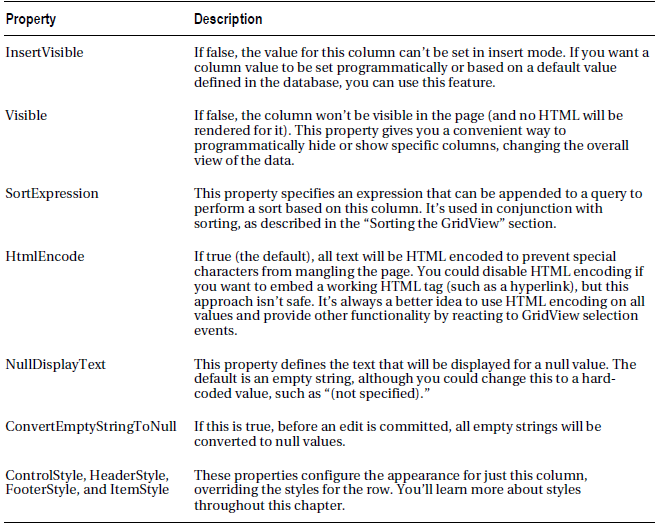 Property Description
InsertVisible If false, the value for this column can’t be set in insert mode. If you want a
column value to be set programmatically or based on a default value
defined in the database, you can use this feature.
Visible If false, the column won’t be visible in the page (and no HTML will be
rendered for it). This property gives you a convenient way to
programmatically hide or show specific columns, changing the overall
view of the data.
SortExpression This property specifies an expression that can be appended to a query to
perform a sort based on this column. It’s used in conjunction with
sorting, as described in the “Sorting the GridView” section.
HtmlEncode If true (the default), all text will be HTML encoded to prevent special
characters from mangling the page. You could disable HTML encoding if
you want to embed a working HTML tag (such as a hyperlink), but this
approach isn’t safe. It’s always a better idea to use HTML encoding on all
values and provide other functionality by reacting to GridView selection
events.
NullDisplayText This property defines the text that will be displayed for a null value. The
default is an empty string, although you could change this to a hard-
coded value, such as “(not specified).”
ConvertEmptyStringToNull If this is true, before an edit is committed, all empty strings will be
converted to null values.
ControlStyle, HeaderStyle, These properties configure the appearance for just this column,
FooterStyle, and ItemStyle overriding the styles for the row. You’ll learn more about styles
throughout this chapter.